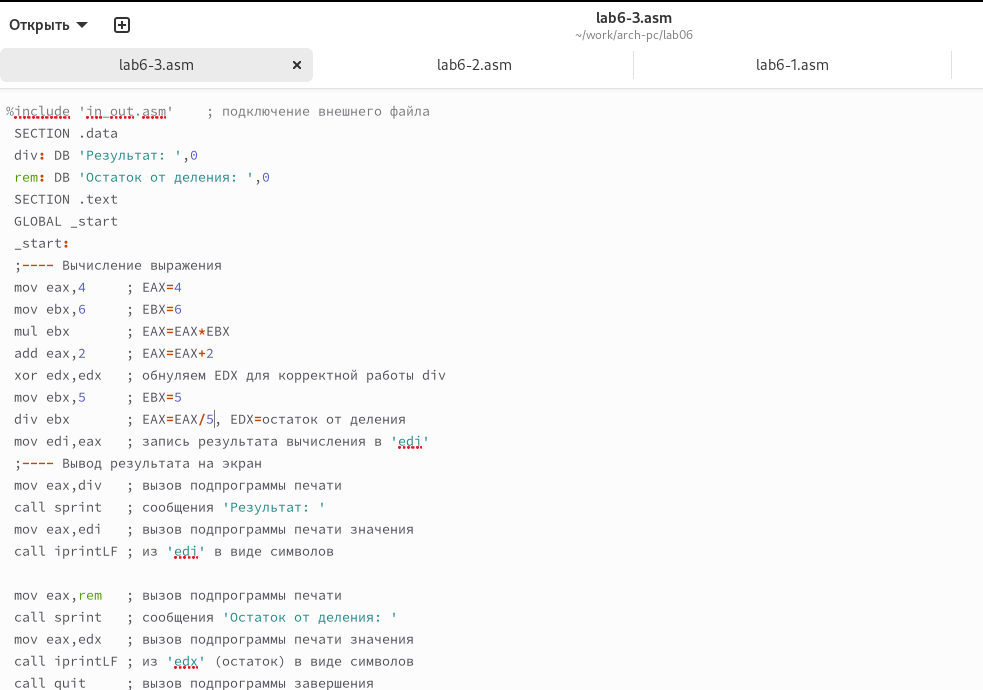 Открыть
lab6-3.asm
~/work/arch-pc/lab06
lab6-3.asm
lab6-2.asm
lab6-1.asm
%include 'in_out.asm' ; подключение внешнего файла
SECTION .data
div: DB 'Результат: ',0
rem: DB 'Остаток от деления: ',0
SECTION .text
GLOBAL _start
_start:
;---- Вычисление выражения
mov eax,4 ; EAX=4
mov ebx,6 ; EBX=6
mul ebx ; EAX=EAX*EBX
add eax,2 ; EAX=EAX+2
xor edx,edx ; обнуляем EDX для корректной работы div
mov ebx,5 ; EBX=5
div ebx ; EAX=EAX/5, EDX=остаток от деления
mov edi,eax ; запись результата вычисления в 'edi'
;---- Вывод результата на экран
mov eax,div ; вызов подпрограммы печати
call sprint ; сообщения 'Результат: '
mov eax,edi ; вызов подпрограммы печати значения
call iprintLF ; из 'edi' в виде символов
mov eax,rem ; вызов подпрограммы печати
call sprint ; сообщения 'Остаток от деления: '
mov eax,edx ; вызов подпрограммы печати значения
call iprintLF ; из 'edx' (остаток) в виде символов
call quit ; вызов подпрограммы завершения